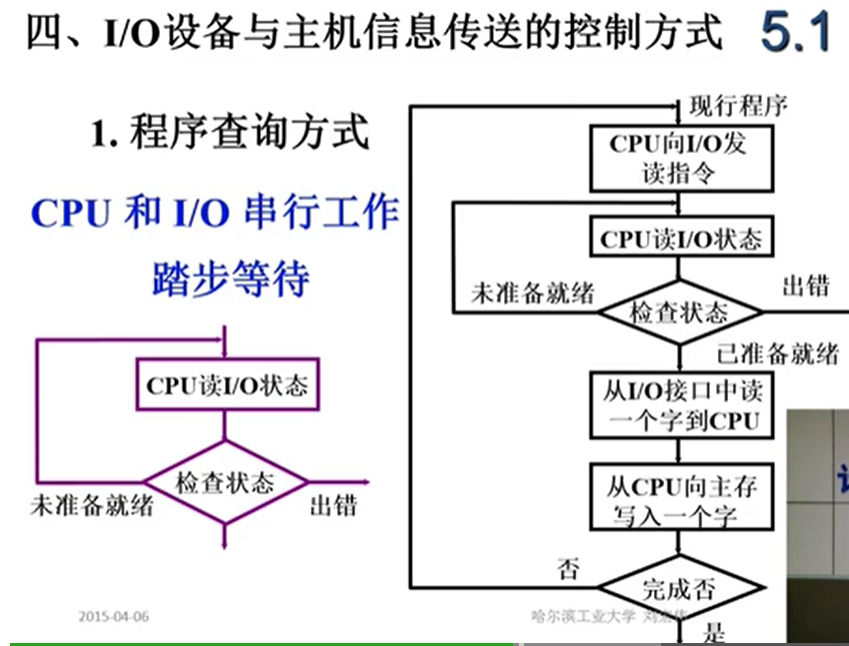 四、I/O设备与主机信息传送的控制方式
5.1
1. 程序查询方式
CPU 和 I/O 串行工作
踏步等待
CPU读I/O状态
检查状态
未准备就绪
出错
现行程序
CPU向I/O发
读指令
CPU读I/O状态
未准备就绪
检查状态
出错
已准备就绪
从I/O接口中读
一个字到CPU
从CPU向主存
写入一个字
否
完成否
是
2015-04-06
哈尔滨工业大学 刘宏伟